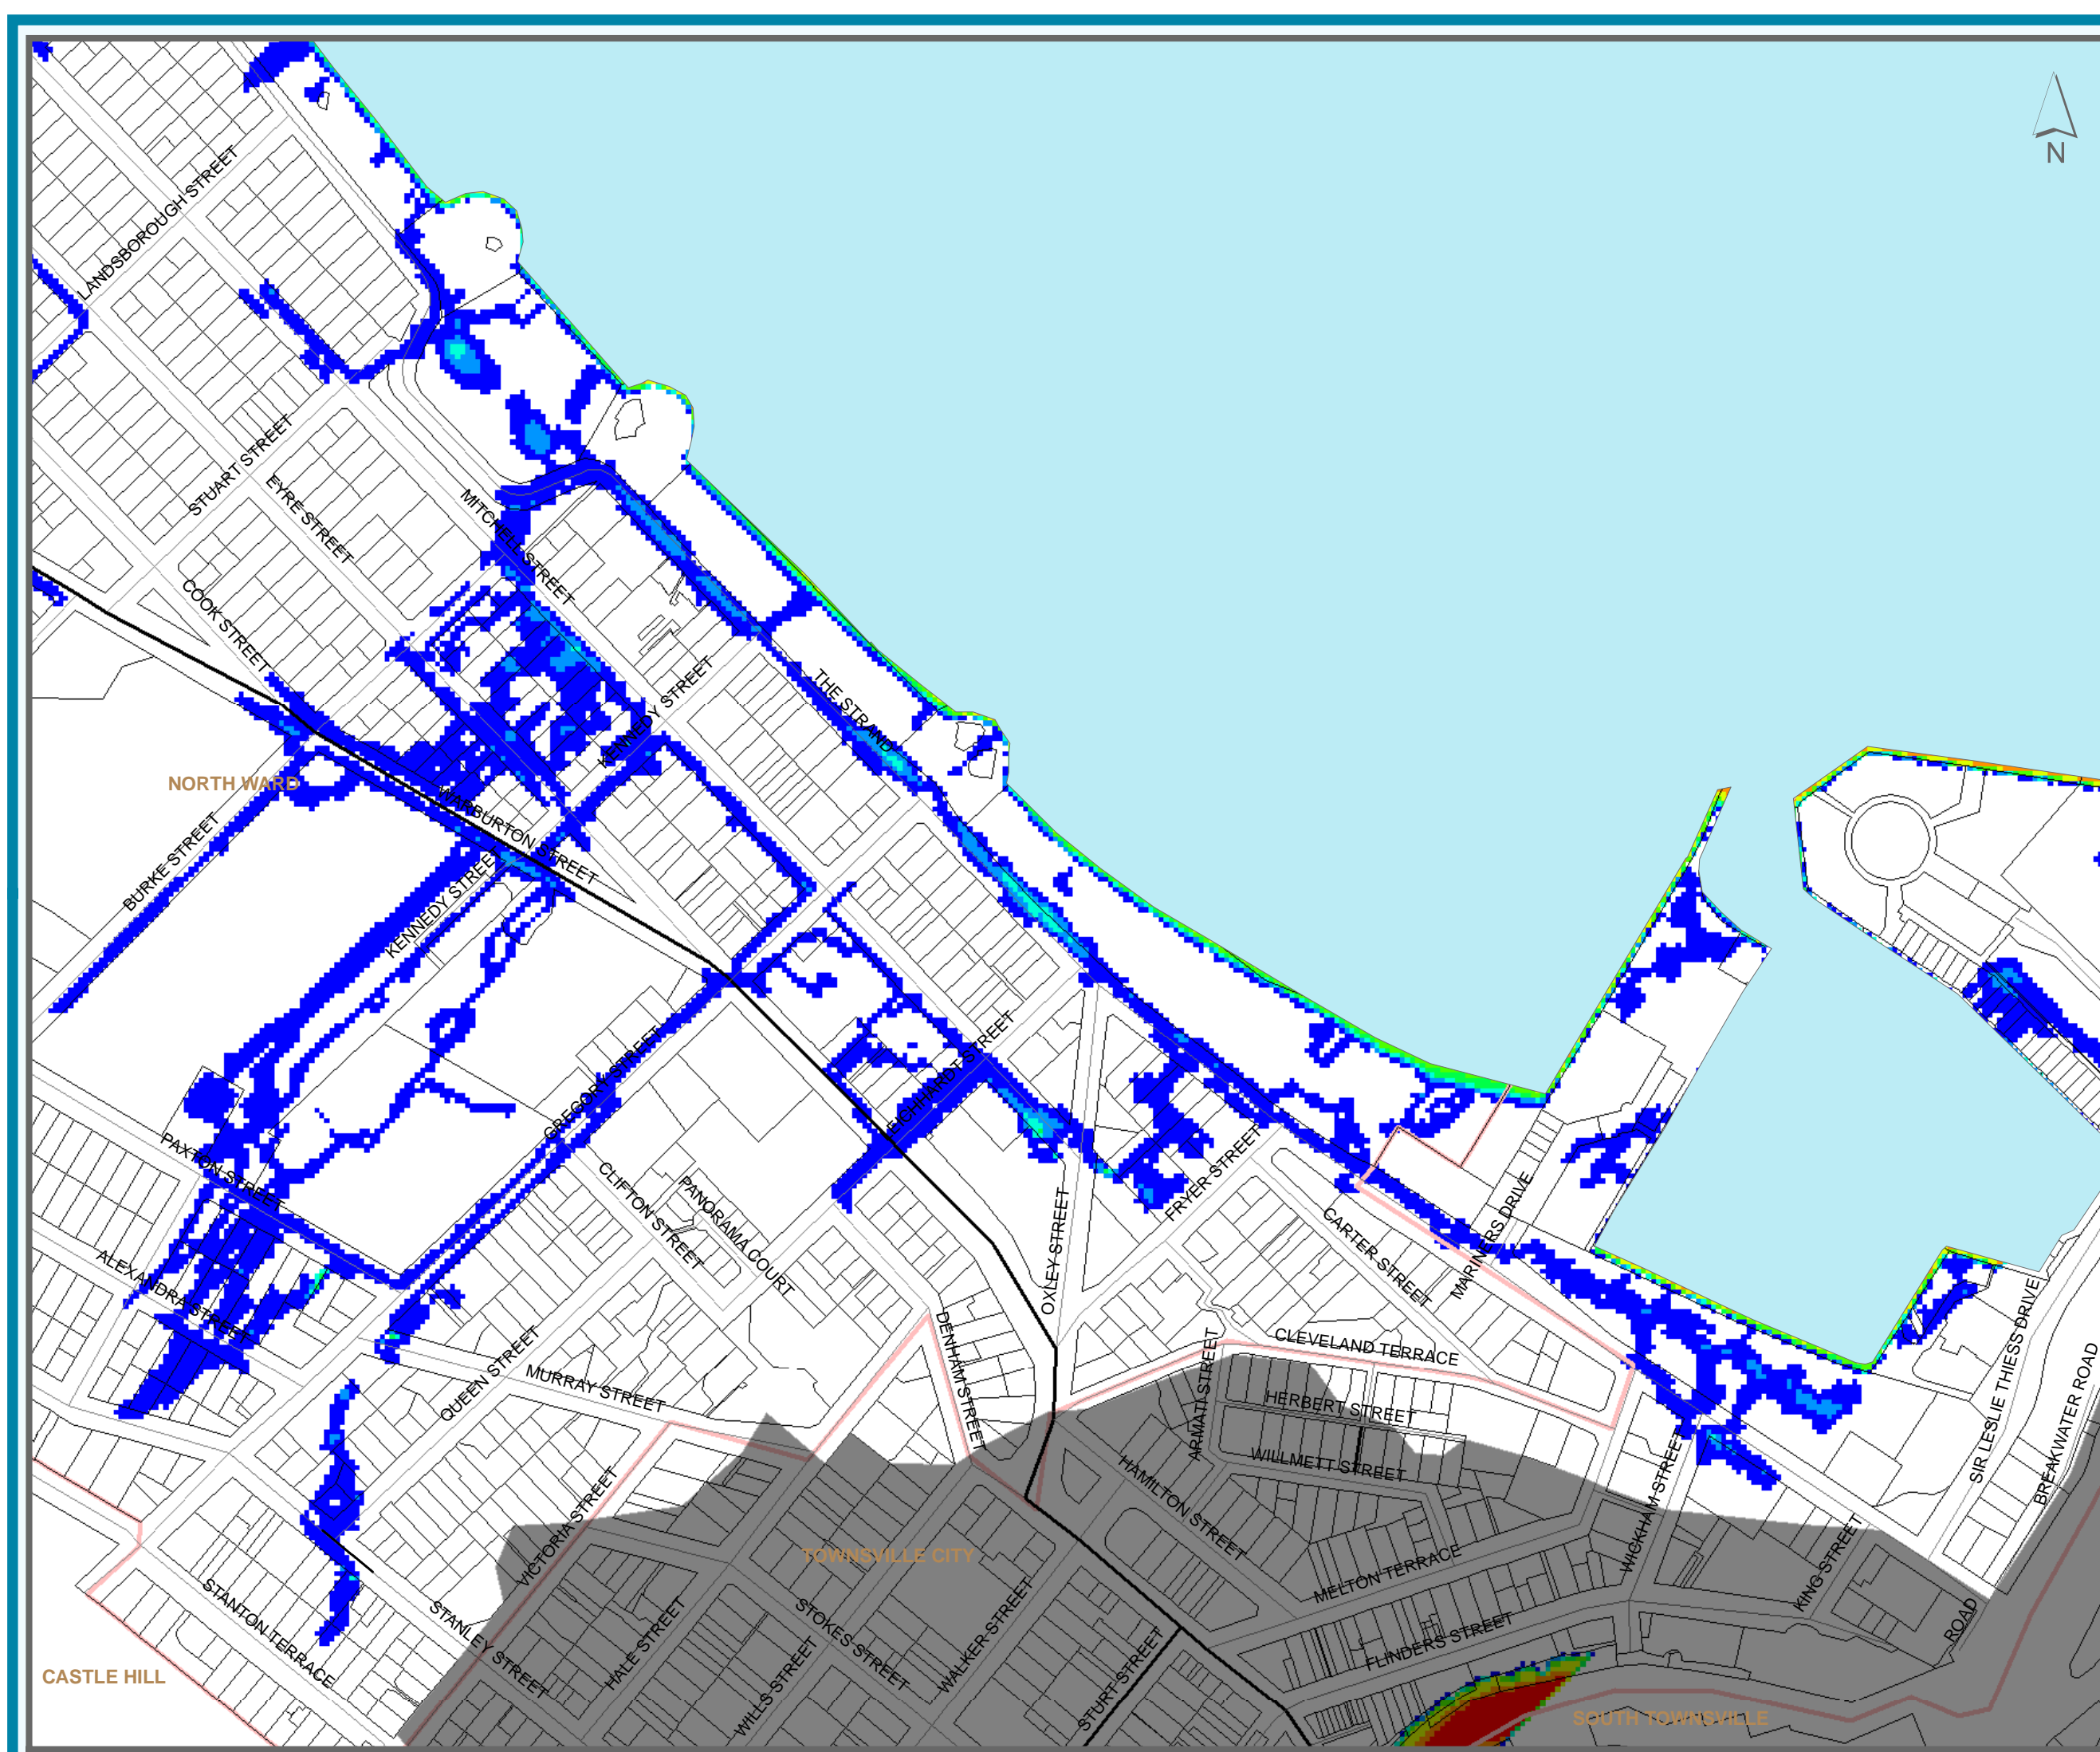 N
LANDSBOROUGH STREET
STUART STREET
EYRE STREET
MITCHELL STREET
COOK STREET
KENNEDY STREET
THE STRAND
NORTH WARD
WARBURTON STREET
BURKE STREET
KENNEDY STREET
GREGORY STREET
LEICHHARDT STREET
PAXTON STREET
CLIFTON STREET
PANORAMA COURT
OXLEY STREET
FRYER STREET
CARTER STREET
MARINERS DRIVE
ALEXANDRA STREET
QUEEN STREET
MURRAY STREET
DENHAM STREET
ARMATI STREET
CLEVELAND TERRACE
HERBERT STREET
WILLMETT STREET
SIR LESLIE THIESS DRIVE
BREAKWATER ROAD
VICTORIA STREET
HAMILTON STREET
WICKHAM STREET
TOWNSVILLE CITY
MELTON TERRACE
KING STREET
STANTON TERRACE
STANLEY STREET
HALE STREET
STOKES STREET
WILLS STREET
WALKER STREET
STURT STREET
FLINDERS STREET
ROAD
CASTLE HILL
SOUTH TOWNSVILLE